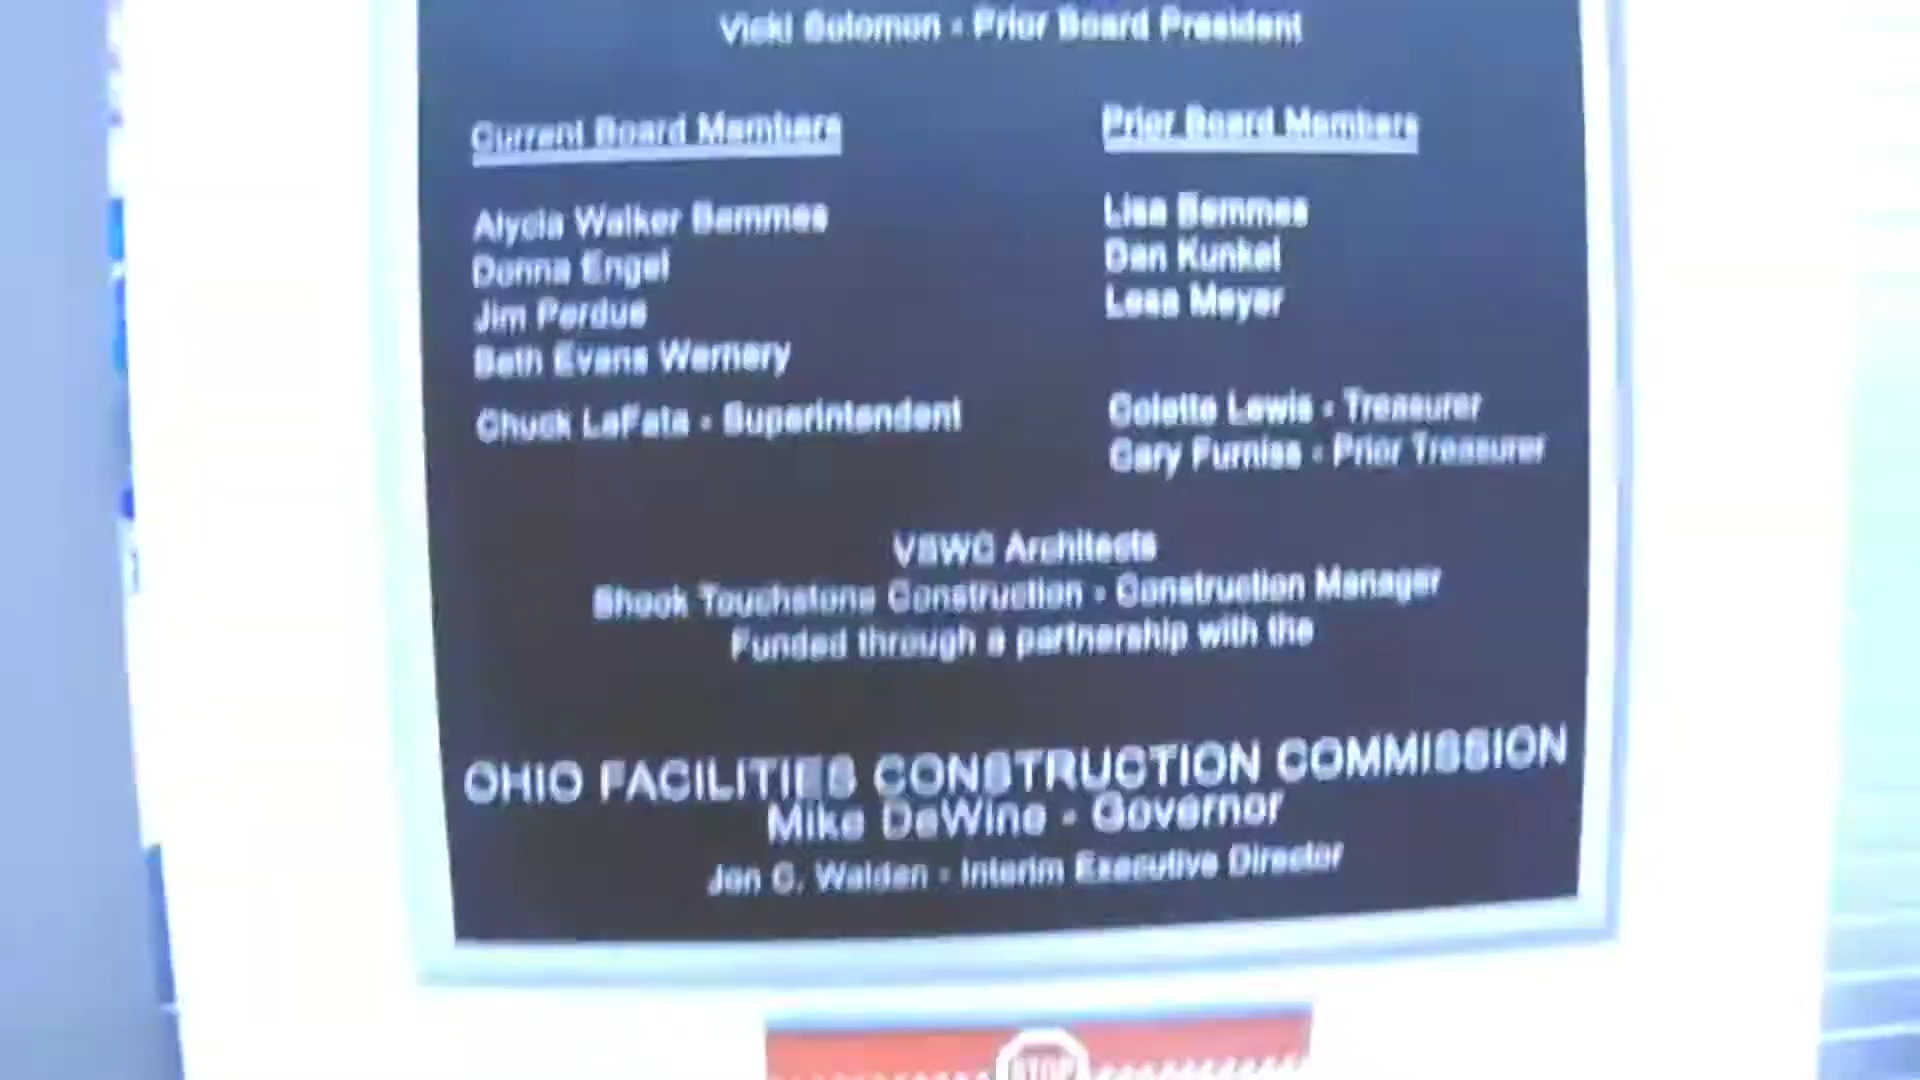 Vicki Solomon - Prior Board President
Current Board Members
Alycia Walker Bemmes
Donna Engel
Jim Perdue
Beth Evans Wernery
Chuck LaFata - Superintendent
Prior Board Members
Lisa Bemmes
Dan Kunkel
Lesa Meyer
Colette Lewis - Treasurer
Gary Furniss - Prior Treasurer
VSWC Architects
Shook Touchstone Construction - Construction Manager
Funded through a partnership with the
OHIO FACILITIES CONSTRUCTION COMMISSION
Mike DeWine - Governor
Jon C. Walden - Interim Executive Director
STOP